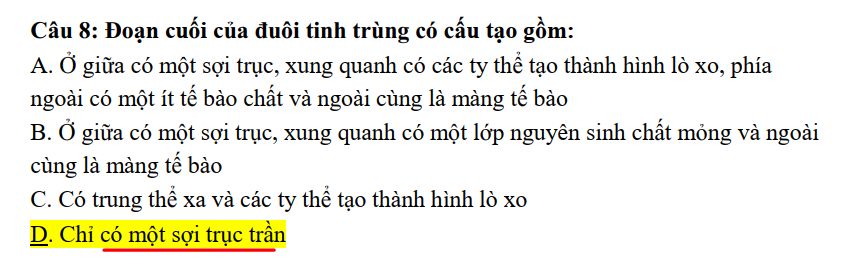 Câu 8: Đoạn cuối của đuôi tinh trùng có cấu tạo gồm:
A. Ở giữa có một sợi trục, xung quanh có các ty thể tạo thành hình lò xo, phía
ngoài có một ít tế bào chất và ngoài cùng là màng tế bào
B. Ở giữa có một sợi trục, xung quanh có một lớp nguyên sinh chất mỏng và ngoài
cùng là màng tế bào
C. Có trung thể xa và các ty thể tạo thành hình lò xo
D. Chỉ có một sợi trục trần